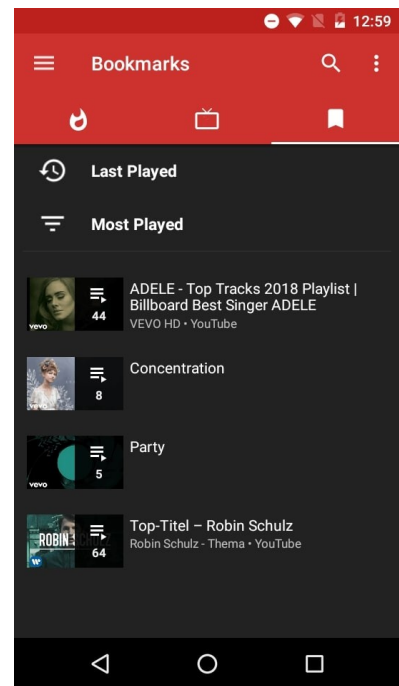 12:59
Bookmarks
Last Played
Most Played
44
vevo
ADELE - Top Tracks 2018 Playlist |
Billboard Best Singer ADELE
VEVO HD • YouTube
8
Concentration
5
vevo
Party
ROBIN
64
Top-Titel – Robin Schulz
Robin Schulz - Thema • YouTube